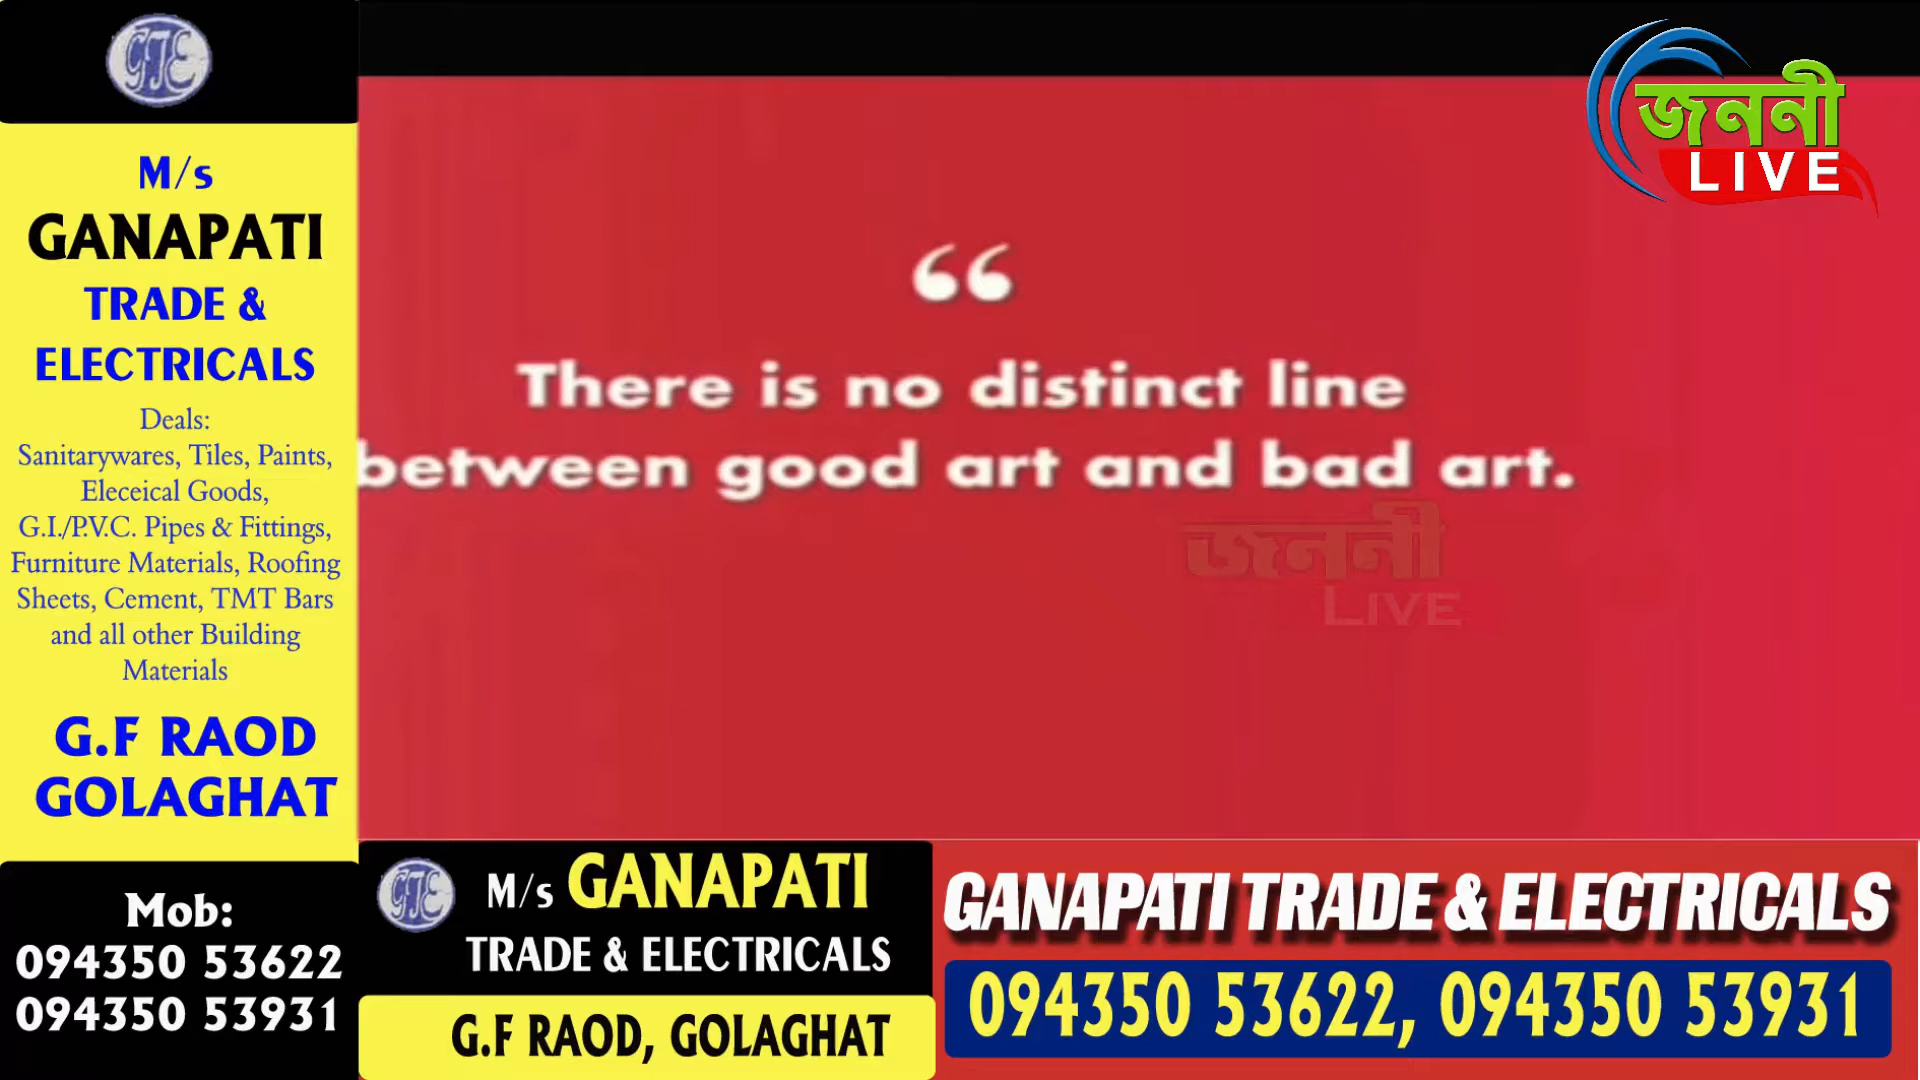 GTE
M/s
GANAPATI
TRADE &
ELECTRICALS
Deals:
Sanitarywares, Tiles, Paints,
Eleceical Goods,
G.I./P.V.C. Pipes & Fittings,
Furniture Materials, Roofing
Sheets, Cement, TMT Bars
and all other Building
Materials
G.F RAOD
GOLAGHAT
Mob:
094350 53622
094350 53931
জননী
LIVE
“
There is no distinct line
between good art and bad art.
জননী
LIVE
GTE
M/s GANAPATI
TRADE & ELECTRICALS
G.F RAOD, GOLAGHAT
GANAPATI TRADE & ELECTRICALS
094350 53622, 094350 53931